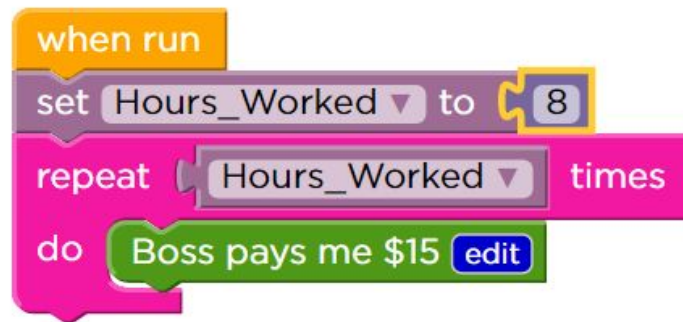 when run
set Hours_Worked to 8
repeat Hours_Worked times
do Boss pays me $15 edit